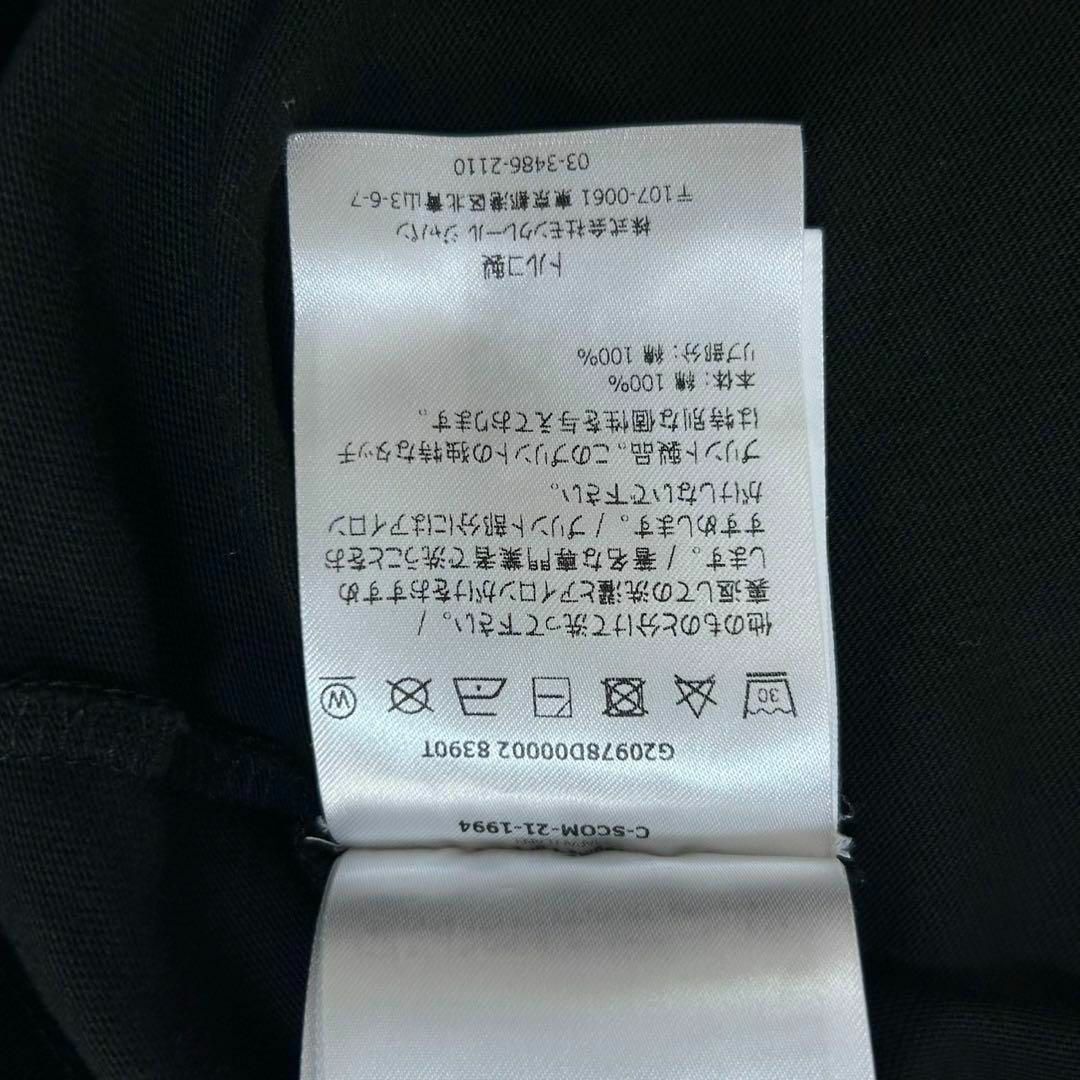 C-SCOM-21-1994
G20978D00002 8390T
30
W
他のものと分けて洗って下さい。 /
裏返しての洗濯とアイロンがけをおすすめ
します。 / 著名な専門業者で洗うことをお
すすめします。 / プリント部分にはアイロン
がけしないで下さい。
プリント製品。このプリントの独特なタッチ
は特別な個性を与えております。
本体: 綿 100%
リブ部分: 綿 100%
トルコ製
株式会社モンクレール ジャパン
〒107-0061 東京都港区北青山3-6-7
03-3486-2110